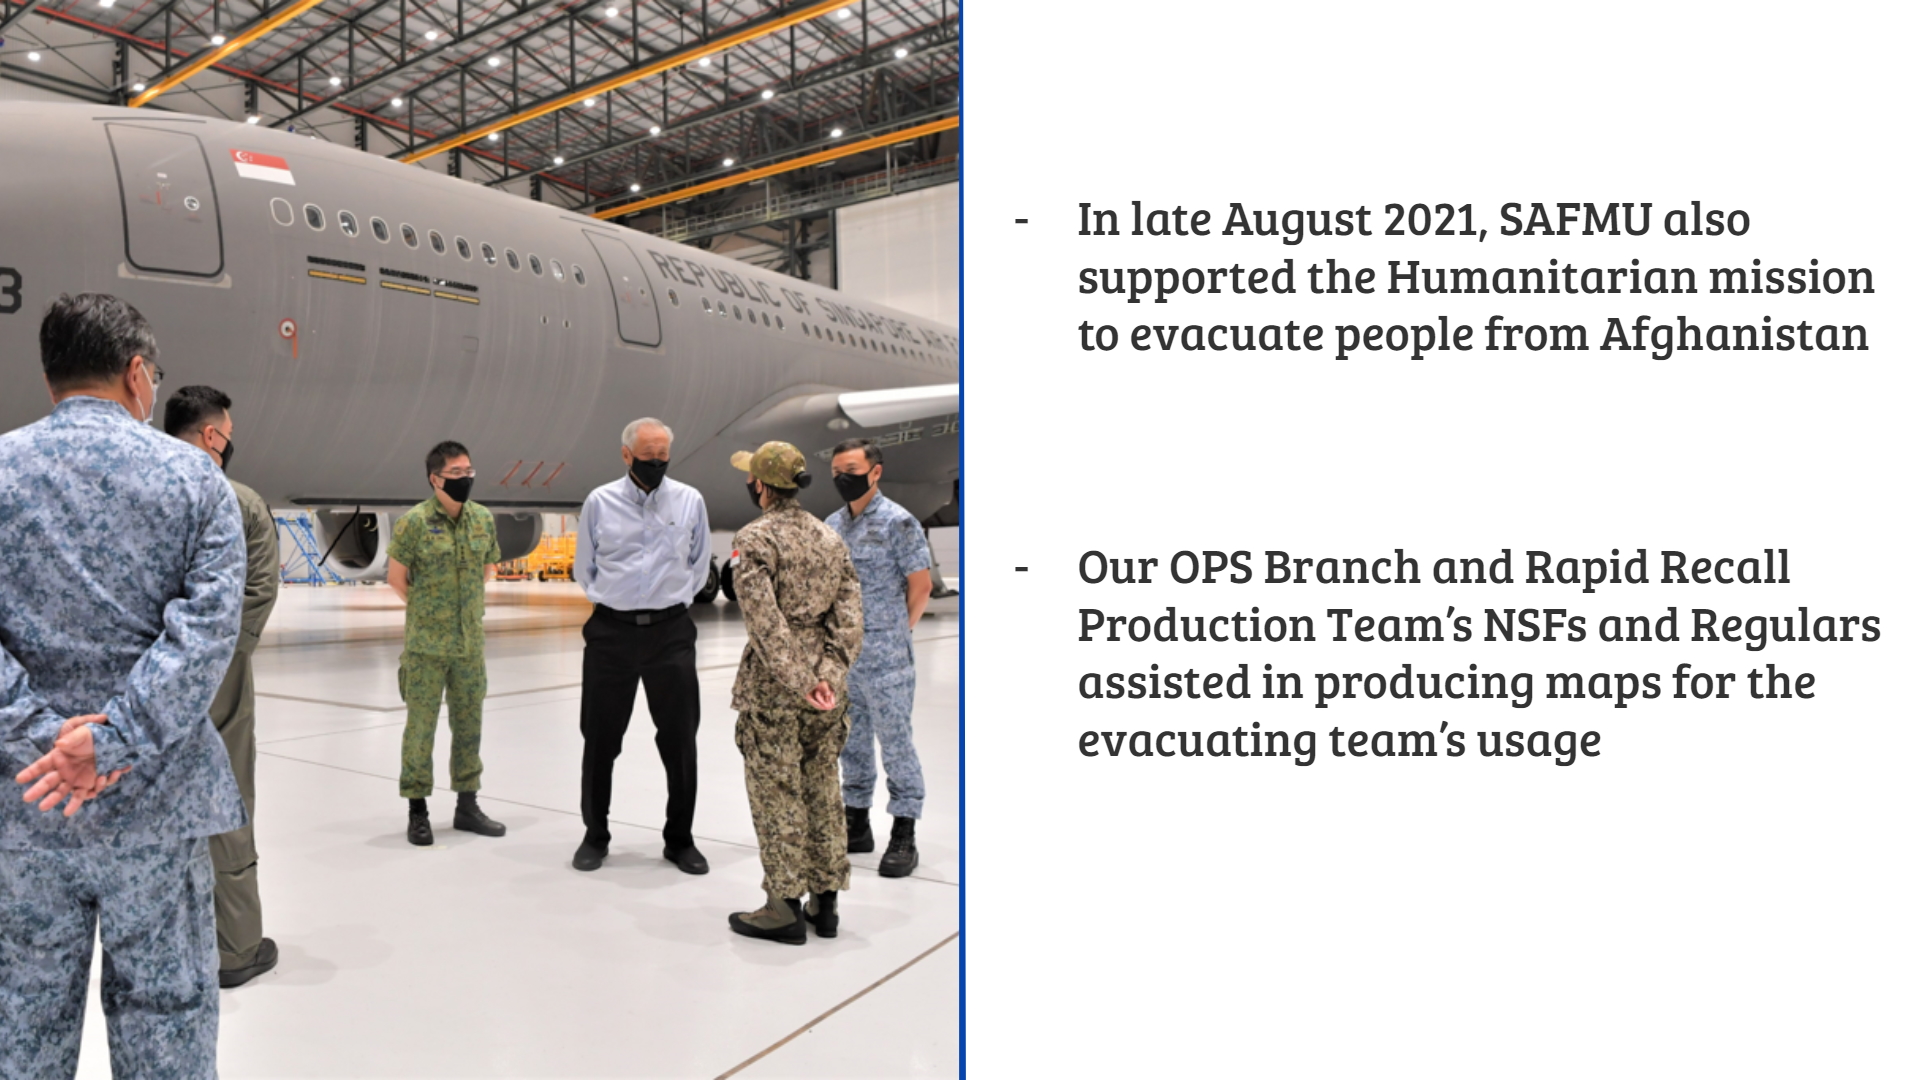 3
REPUBLIC OF SINGAPORE AIR
- In late August 2021, SAFMU also
supported the Humanitarian mission
to evacuate people from Afghanistan
- Our OPS Branch and Rapid Recall
Production Team’s NSFs and Regulars
assisted in producing maps for the
evacuating team’s usage